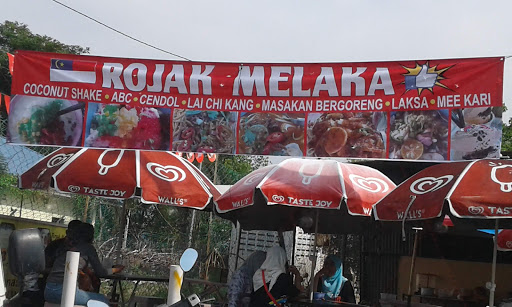 ROJAK MELAKA
COCONUT SHAKE • ABC • CENDOL • LAI CHI KANG • MASAKAN BERGORENG • LAKSA • MEE KARI
TASTE JOY
WALL'S
TASTE JOY
WALL'S
TASTE JOY